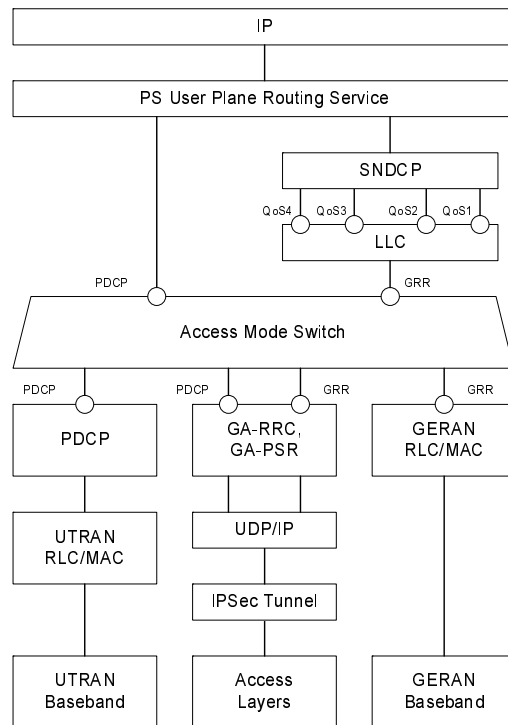 IP
PS User Plane Routing Service
SNDCP
QoS4 QoS3 QoS2 QoS1
LLC
PDCP GRR
Access Mode Switch
PDCP PDCP GRR GRR
PDCP
GA-RRC,
GA-PSR
GERAN
RLC/MAC
UTRAN
RLC/MAC
UDP/IP
IPSec Tunnel
UTRAN
Baseband
Access
Layers
GERAN
Baseband